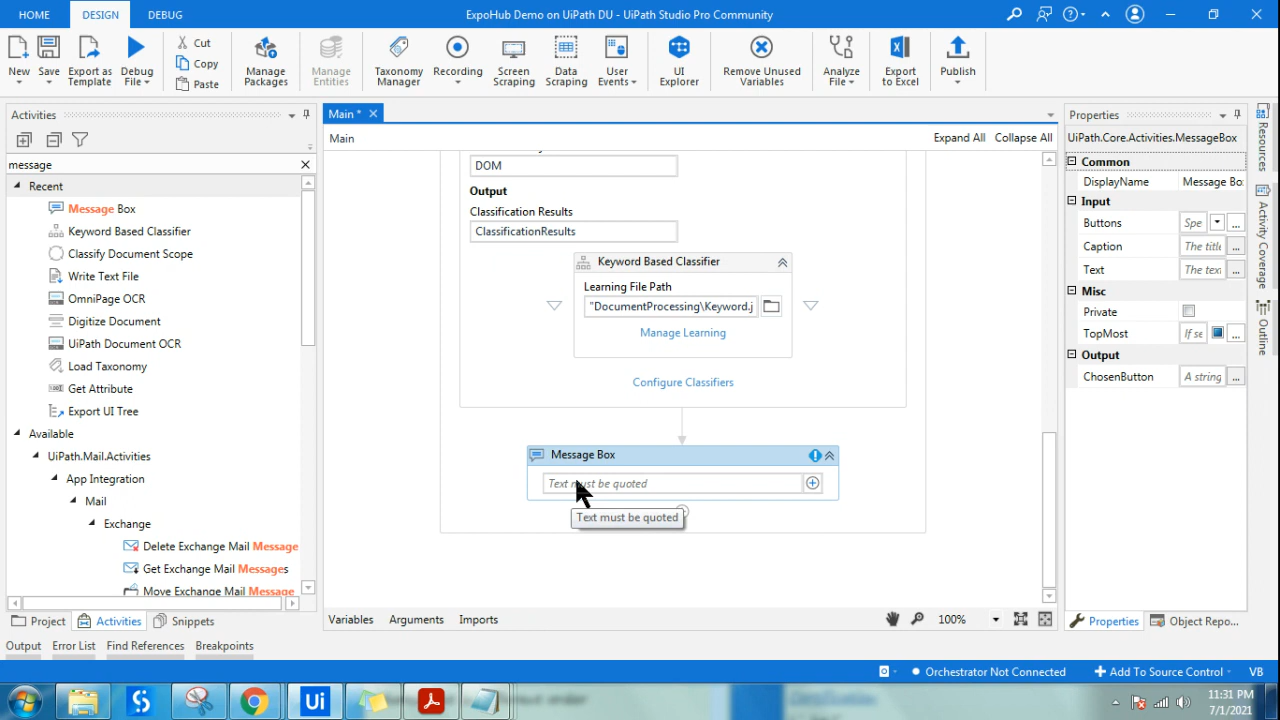 HOME DESIGN DEBUG
ExpoHub Demo on UiPath DU - UiPath Studio Pro Community
New
Save
Export as Template
Debug File
Cut
Copy
Paste
Manage Packages
Manage Entities
Taxonomy Manager
Recording
Screen Scraping
Data Scraping
User Events
UI Explorer
Remove Unused Variables
Analyze File
Export to Excel
Publish
Activities
message
Recent
Message Box
Keyword Based Classifier
Classify Document Scope
Write Text File
OmniPage OCR
Digitize Document
UiPath Document OCR
Load Taxonomy
Get Attribute
Export UI Tree
Available
UiPath.Mail.Activities
App Integration
Mail
Exchange
Delete Exchange Mail Message
Get Exchange Mail Messages
Move Exchange Mail Message
Project Activities Snippets
Main *
Main
Expand All Collapse All
DOM
Output
Classification Results
ClassificationResults
Keyword Based Classifier
Learning File Path
"DocumentProcessing\Keyword.j
Manage Learning
Configure Classifiers
Message Box
Text must be quoted
Text must be quoted
Variables Arguments Imports
100%
Properties
UiPath.Core.Activities.MessageBox
Common
DisplayName Message Bo
Input
Buttons Spe ...
Caption The title ...
Text The tex ...
Misc
Private
TopMost If se ...
Output
ChosenButton A string ...
Properties Object Repo...
Resources
Activity Coverage
Outline
Output Error List Find References Breakpoints
Orchestrator Not Connected
Add To Source Control
VB
Ui
11:31 PM
7/1/2021